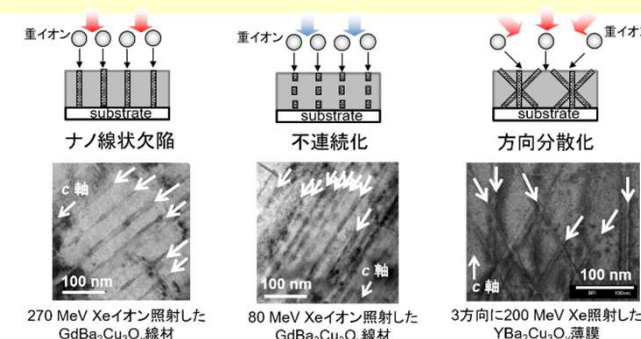 重イオン
重イオン
重イオン
substrate
substrate
substrate
ナノ線状欠陥
不連続化
方向分散化
c 軸
100 nm
100 nm
c 軸
c 軸
100 nm
100nm
270 MeV Xeイオン照射した
GdBa₂Cu₃Oᵧ線材
80 MeV Xeイオン照射した
GdBa₂Cu₃Oᵧ線材
3方向に200 MeV Xe照射した
YBa₂Cu₃Oᵧ薄膜